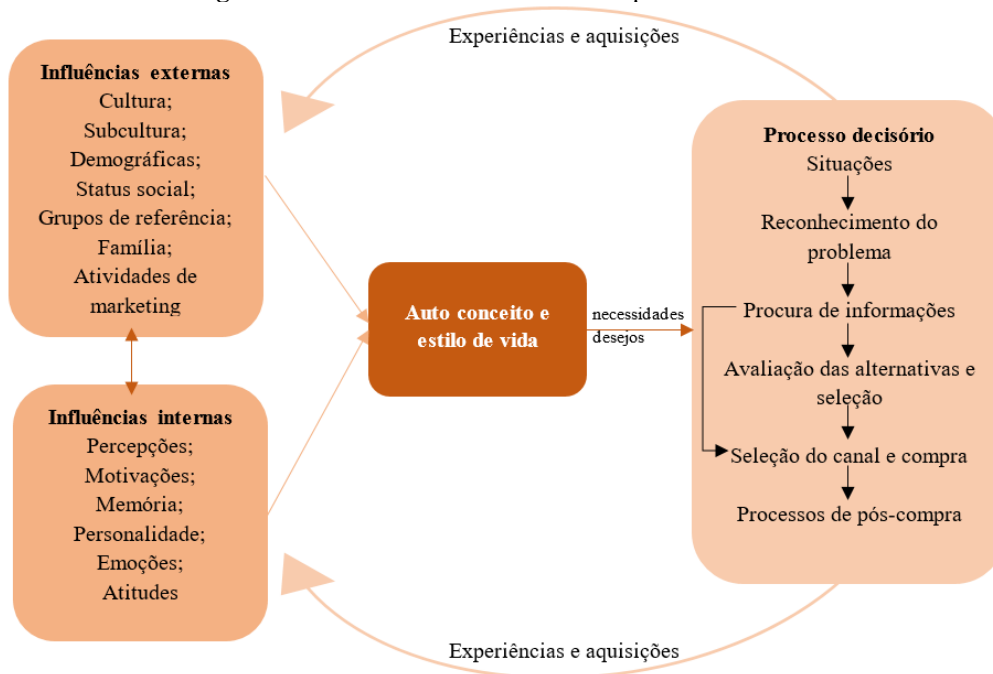 Experiências e aquisições
Influências externas
Cultura;
Subcultura;
Demográficas;
Status social;
Grupos de referência;
Família;
Atividades de
marketing
Influências internas
Percepções;
Motivações;
Memória;
Personalidade;
Emoções;
Atitudes
Auto conceito e
estilo de vida
necessidades
desejos
Processo decisório
Situações
Reconhecimento do
problema
Procura de informações
Avaliação das alternativas e
seleção
Seleção do canal e compra
Processos de pós-compra
Experiências e aquisições